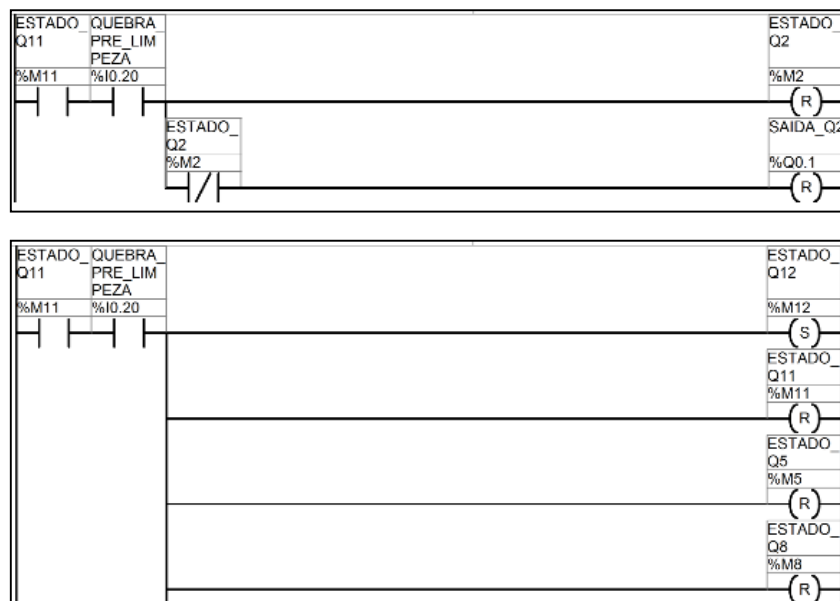 ESTADO_
Q11
%M11
QUEBRA_
PRE_LIM
PEZA
%I0.20
ESTADO_
Q2
%M2
R
ESTADO_
Q2
%M2
SAIDA_Q2
%Q0.1
R
ESTADO_
Q11
%M11
QUEBRA_
PRE_LIM
PEZA
%I0.20
ESTADO_
Q12
%M12
S
ESTADO_
Q11
%M11
R
ESTADO_
Q5
%M5
R
ESTADO_
Q8
%M8
R